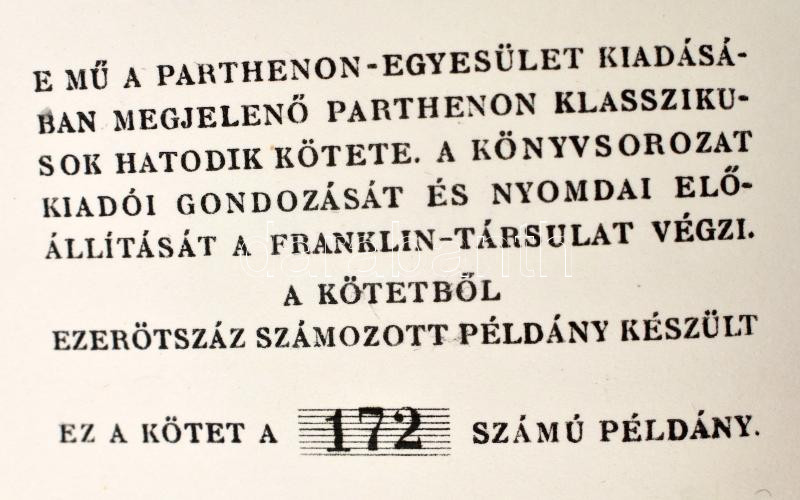 E MŰ A PARTHENON-EGYESÜLET KIADÁSÁ-
BAN MEGJELENŐ PARTHENON KLASSZIKU-
SOK HATODIK KÖTETE. A KÖNYVSOROZAT
KIADÓI GONDOZÁSÁT ÉS NYOMDAI ELŐ-
ÁLLÍTÁSÁT A FRANKLIN-TÁRSULAT VÉGZI.
darabanth
A KÖTETBŐL
EZERÖTSZÁZ SZÁMOZOTT PÉLDÁNY KÉSZÜLT
EZ A KÖTET A 172 SZÁMÚ PÉLDÁNY.